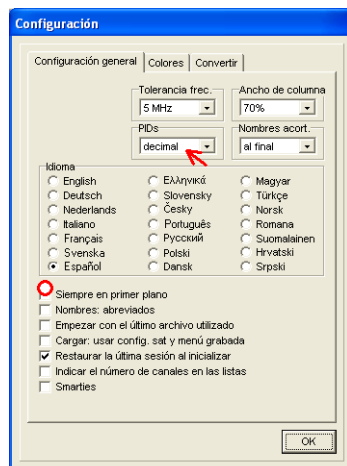 Configuración
Configuración general Colores Convertir
Tolerancia frec. Ancho de columna
5 MHz 70%
PIDs Nombres acort.
decimal al final
Idioma
English Ελληνικά Magyar
Deutsch Slovensky Türkçe
Nederlands Česky Norsk
Italiano Português Romana
Français Русский Suomalainen
Svenska Polski Hrvatski
Español Dansk Srpski
Siempre en primer plano
Nombres: abreviados
Empezar con el último archivo utilizado
Cargar: usar config. sat y menú grabada
Restaurar la última sesión al inicializar
Indicar el número de canales en las listas
Smarties
OK